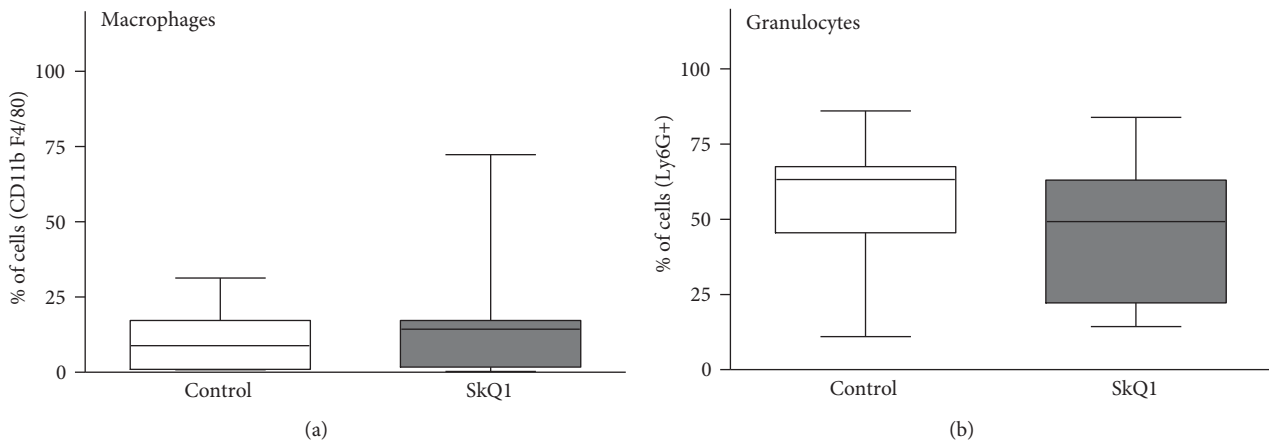 Macrophages
% of cells (CD11b F4/80)
100
75
50
25
0
Control
SkQ1
(a)
Granulocytes
% of cells (Ly6G+)
100
75
50
25
0
Control
SkQ1
(b)